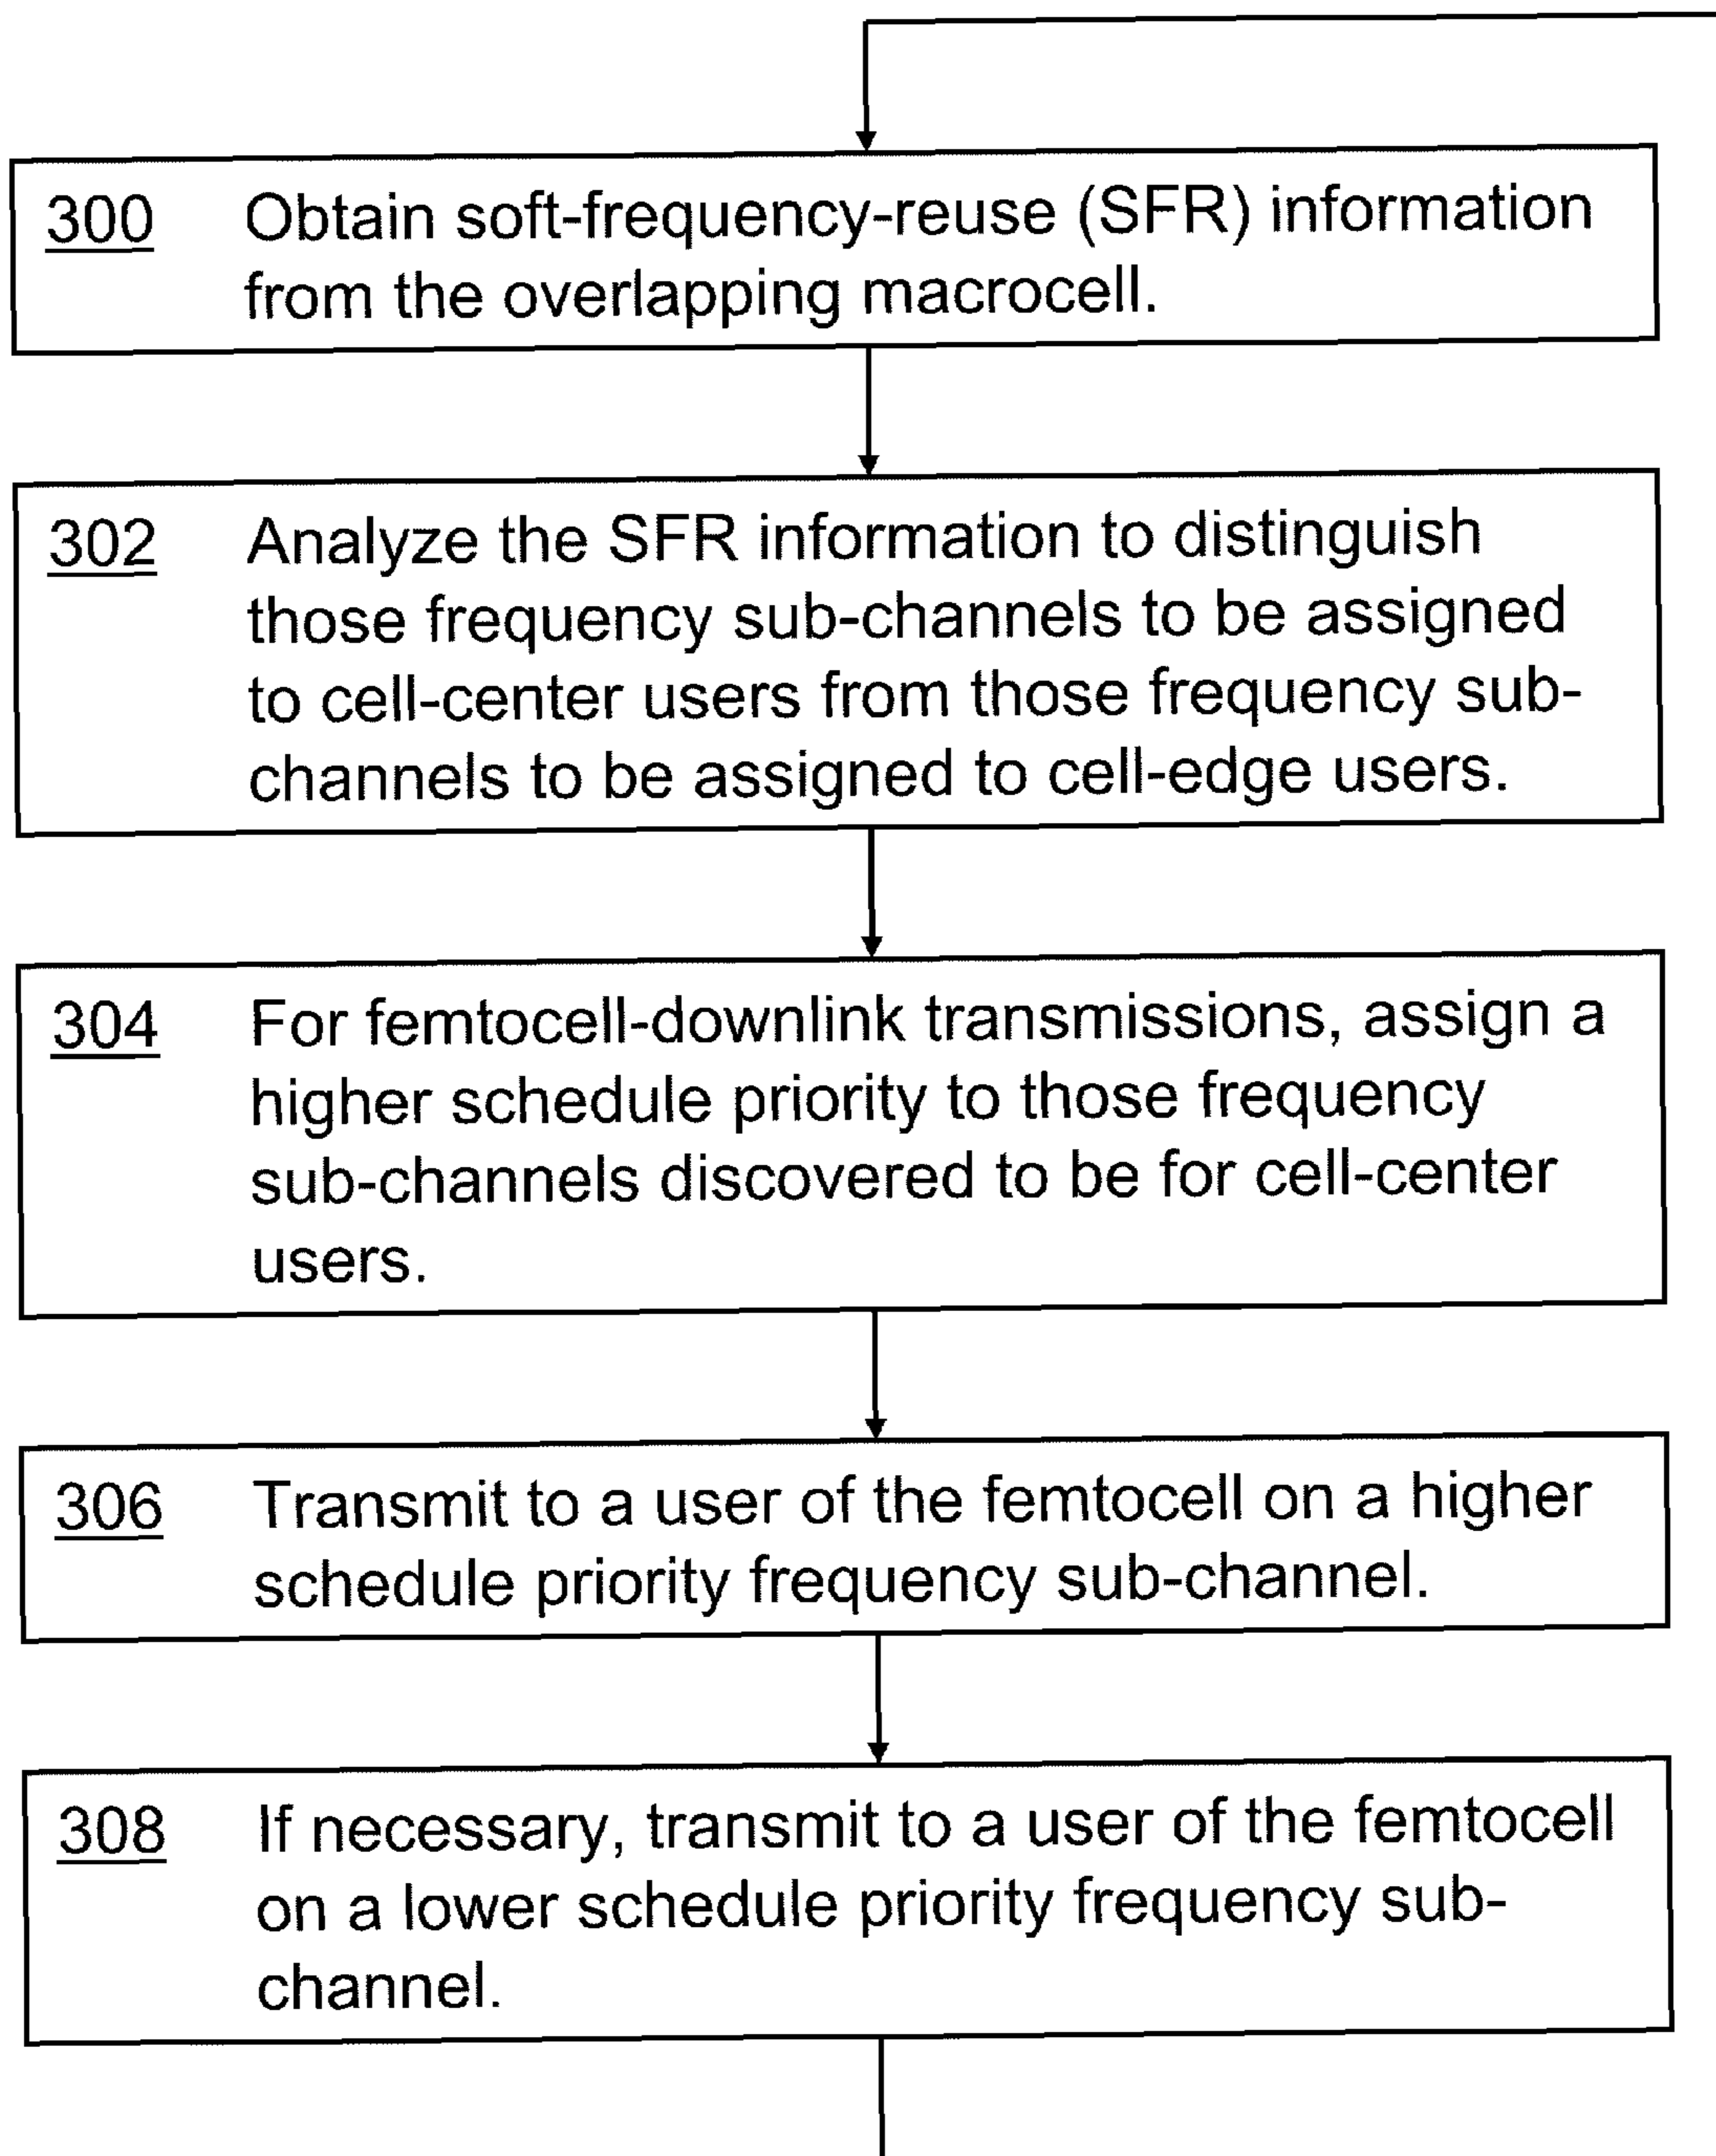 300 Obtain soft-frequency-reuse (SFR) information
from the overlapping macrocell.
302 Analyze the SFR information to distinguish
those frequency sub-channels to be assigned
to cell-center users from those frequency sub-
channels to be assigned to cell-edge users.
304 For femtocell-downlink transmissions, assign a
higher schedule priority to those frequency
sub-channels discovered to be for cell-center
users.
306 Transmit to a user of the femtocell on a higher
schedule priority frequency sub-channel.
308 If necessary, transmit to a user of the femtocell
on a lower schedule priority frequency sub-
channel.